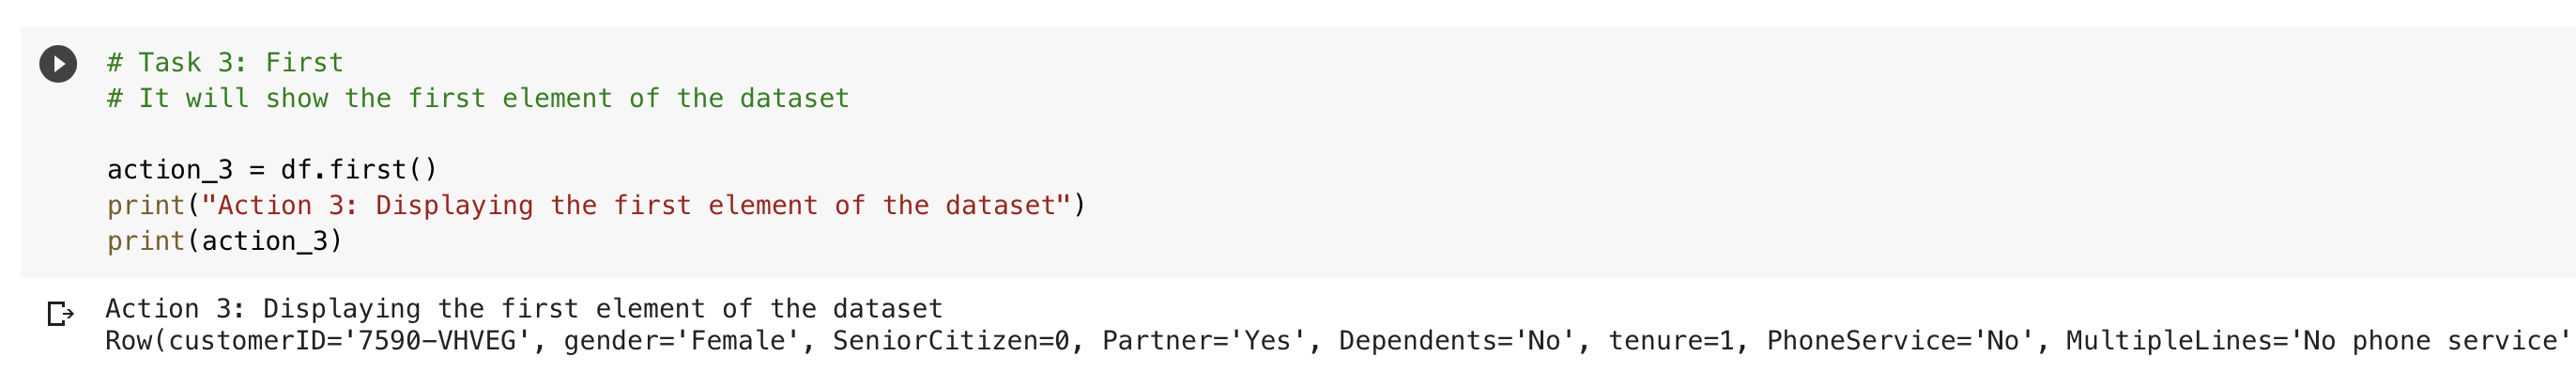 # Task 3: First
# It will show the first element of the dataset
action_3 = df.first()
print("Action 3: Displaying the first element of the dataset")
print(action_3)
Action 3: Displaying the first element of the dataset
Row(customerID='7590-VHVEG', gender='Female', SeniorCitizen=0, Partner='Yes', Dependents='No', tenure=1, PhoneService='No', MultipleLines='No phone service'